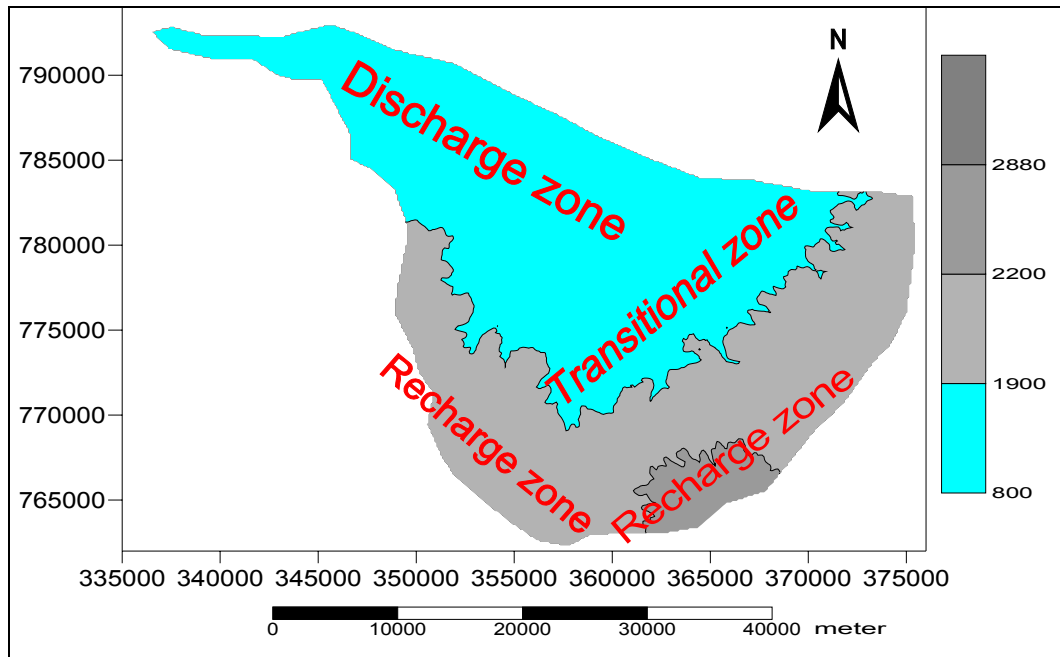 N
790000
785000
780000
775000
770000
765000
Discharge zone
Transitional zone
Recharge zone
Recharge zone
2880
2200
1900
800
335000 340000 345000 350000 355000 360000 365000 370000 375000
0 10000 20000 30000 40000 meter